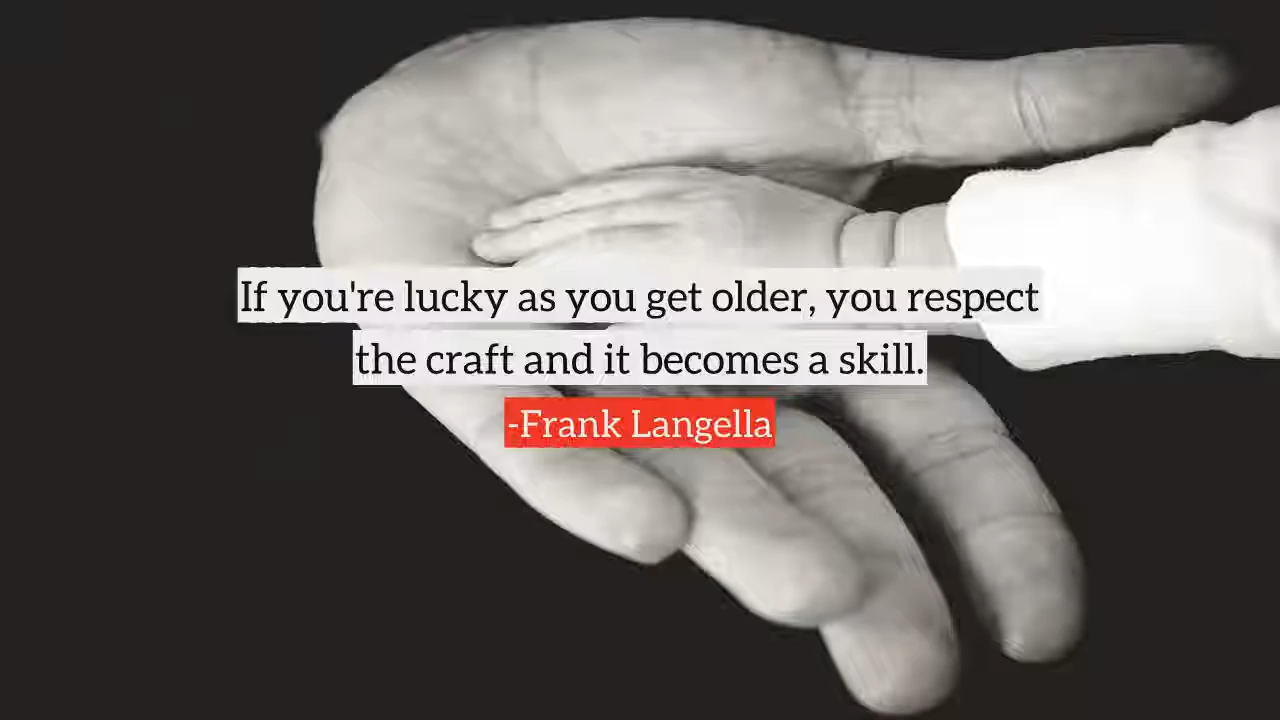 If you're lucky as you get older, you respect
the craft and it becomes a skill.
-Frank Langella